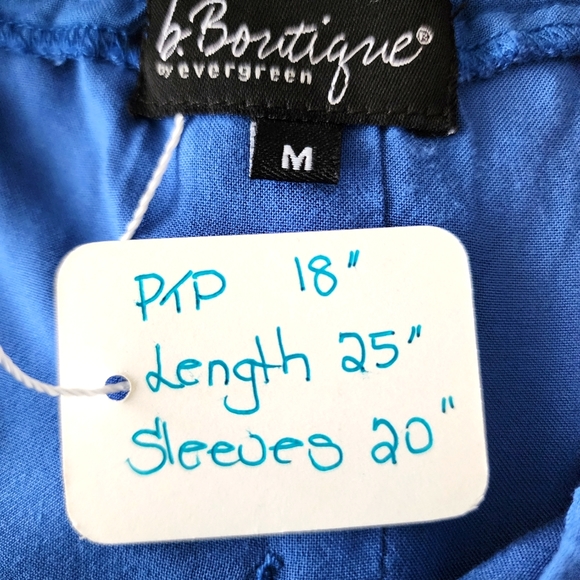 b.Boutique®
by evergreen
M
PTP 18"
Length 25"
Sleeves 20"